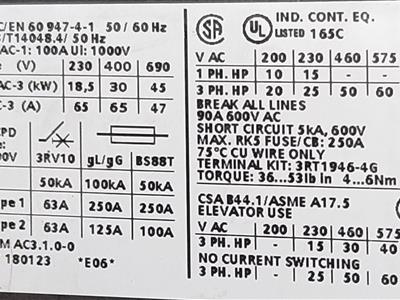 C/EN 60 947-4-1 50/60 Hz
/T14048.4/ 50 Hz
AC-1: 100A UI: 1000V
(V) 230 400 690
AC-3 (kW) 18,5 30 45
C-3 (A) 65 65 47
CPD
3RV10 gL/gG BS88T
50kA 100kA 50kA
pe 1 63A 250A 250A
pe 2 63A 125A 100A
M AC3.1.0-0
180123 *E06*
SA UL IND. CONT. EQ.
LISTED 165C
V AC 200 230 460 575
1 PH. HP 10 15 - -
3 PH. HP 20 25 50 60
BREAK ALL LINES
90A 600V AC
SHORT CIRCUIT 5kA, 600V
MAX. RK5 FUSE/CB: 250A
75°C CU WIRE ONLY
TERMINAL KIT: 3RT1946-4G
TORQUE: 36...53lb In 4...6Nm
CSA B44.1/ASME A17.5
ELEVATOR USE
V AC 200 230 460 575
3 PH. HP - 15 30 40
NO CURRENT SWITCHING
3 PH. HP - 25 50 60